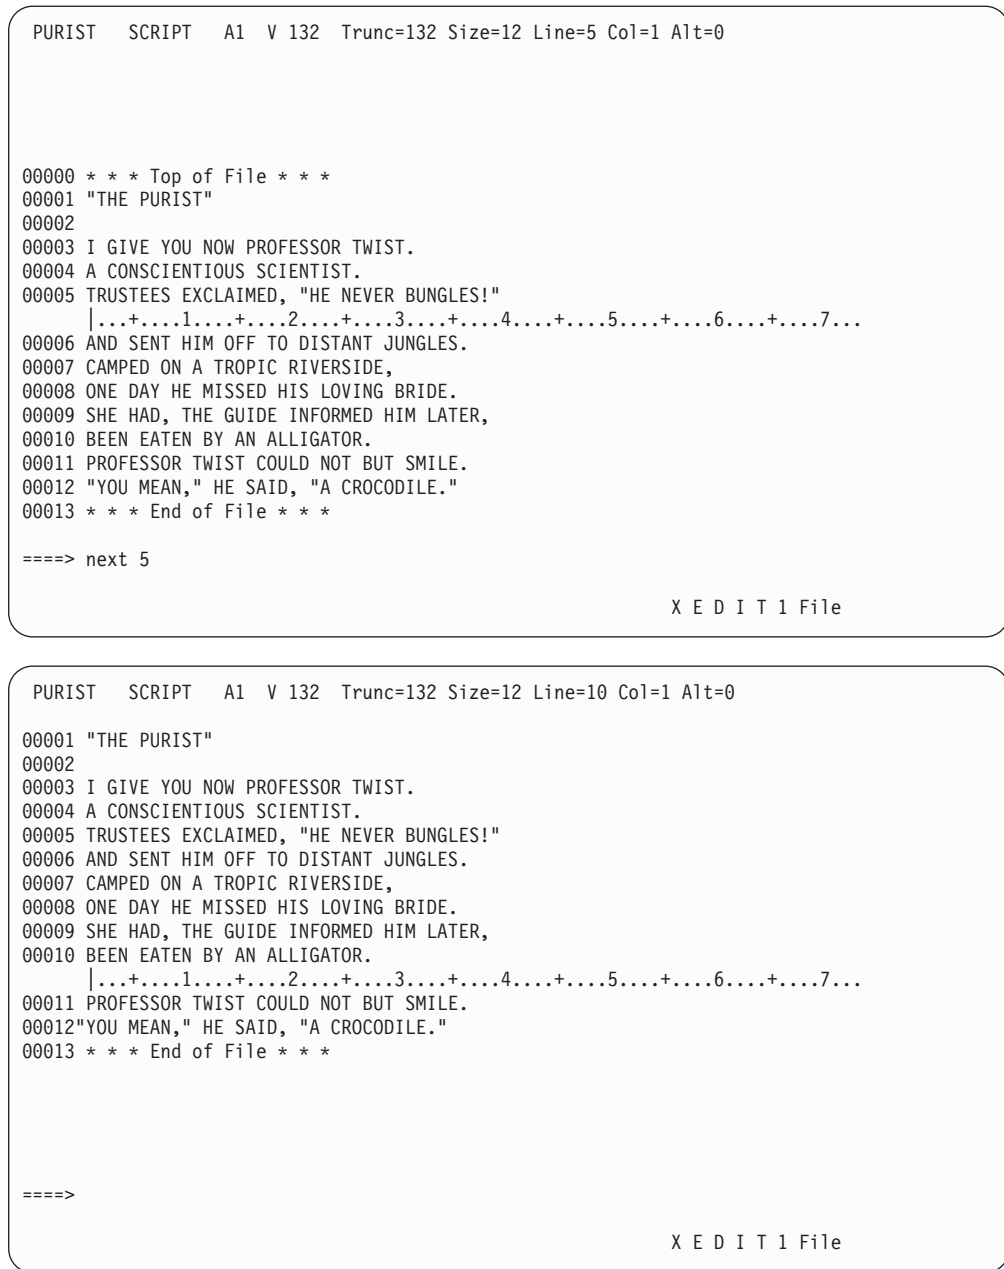 PURIST   SCRIPT   A1  V 132  Trunc=132 Size=12 Line=5 Col=1 Alt=0
00000 * * * Top of File * * *
00001 "THE PURIST"
00002
00003 I GIVE YOU NOW PROFESSOR TWIST.
00004 A CONSCIENTIOUS SCIENTIST.
00005 TRUSTEES EXCLAIMED, "HE NEVER BUNGLES!"
|...+....1....+....2....+....3....+....4....+....5....+....6....+....7...
00006 AND SENT HIM OFF TO DISTANT JUNGLES.
00007 CAMPED ON A TROPIC RIVERSIDE,
00008 ONE DAY HE MISSED HIS LOVING BRIDE.
00009 SHE HAD, THE GUIDE INFORMED HIM LATER,
00010 BEEN EATEN BY AN ALLIGATOR.
00011 PROFESSOR TWIST COULD NOT BUT SMILE.
00012 "YOU MEAN," HE SAID, "A CROCODILE."
00013 * * * End of File * * *
====> next 5
X E D I T 1 File
PURIST   SCRIPT   A1  V 132  Trunc=132 Size=12 Line=10 Col=1 Alt=0
00001 "THE PURIST"
00002
00003 I GIVE YOU NOW PROFESSOR TWIST.
00004 A CONSCIENTIOUS SCIENTIST.
00005 TRUSTEES EXCLAIMED, "HE NEVER BUNGLES!"
00006 AND SENT HIM OFF TO DISTANT JUNGLES.
00007 CAMPED ON A TROPIC RIVERSIDE,
00008 ONE DAY HE MISSED HIS LOVING BRIDE.
00009 SHE HAD, THE GUIDE INFORMED HIM LATER,
00010 BEEN EATEN BY AN ALLIGATOR.
|...+....1....+....2....+....3....+....4....+....5....+....6....+....7...
00011 PROFESSOR TWIST COULD NOT BUT SMILE.
00012"YOU MEAN," HE SAID, "A CROCODILE."
00013 * * * End of File * * *
====>
X E D I T 1 File